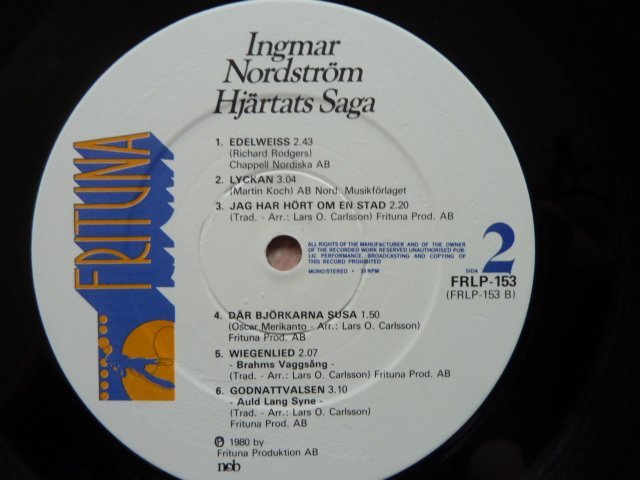 Ingmar
Nordström
Hjärtats Saga
1. EDELWEISS 2.43
(Richard Rodgers)
Chappell Nordiska AB
2. LYCKAN 3.04
(Martin Koch) AB Nord. Musikförlaget
3. JAG HAR HÖRT OM EN STAD 2.20
(Trad. - Arr.: Lars O. Carlsson) Frituna Prod. AB
FRITUNA
ALL RIGHTS OF THE MANUFACTURER AND OF THE OWNER
OF THE RECORDED WORK RESERVED UNAUTHORISED PUB-
LIC PERFORMANCE, BROADCASTING AND COPYING OF
THIS RECORD PROHIBITED
MONO/STEREO • 33 RPM
SIDA 2
FRLP-153
(FRLP-153 B)
4. DÄR BJÖRKARNA SUSA 1.50
(Oscar Merikanto - Arr.: Lars O. Carlsson)
Frituna Prod. AB
5. WIEGENLIED 2.07
- Brahms Vaggsång -
(Trad. - Arr.: Lars O. Carlsson) Frituna Prod. AB
6. GODNATTVALSEN 3.10
- Auld Lang Syne -
(Trad. - Arr.: Lars O. Carlsson)
Frituna Prod. AB
℗ 1980 by
Frituna Produktion AB
ncb